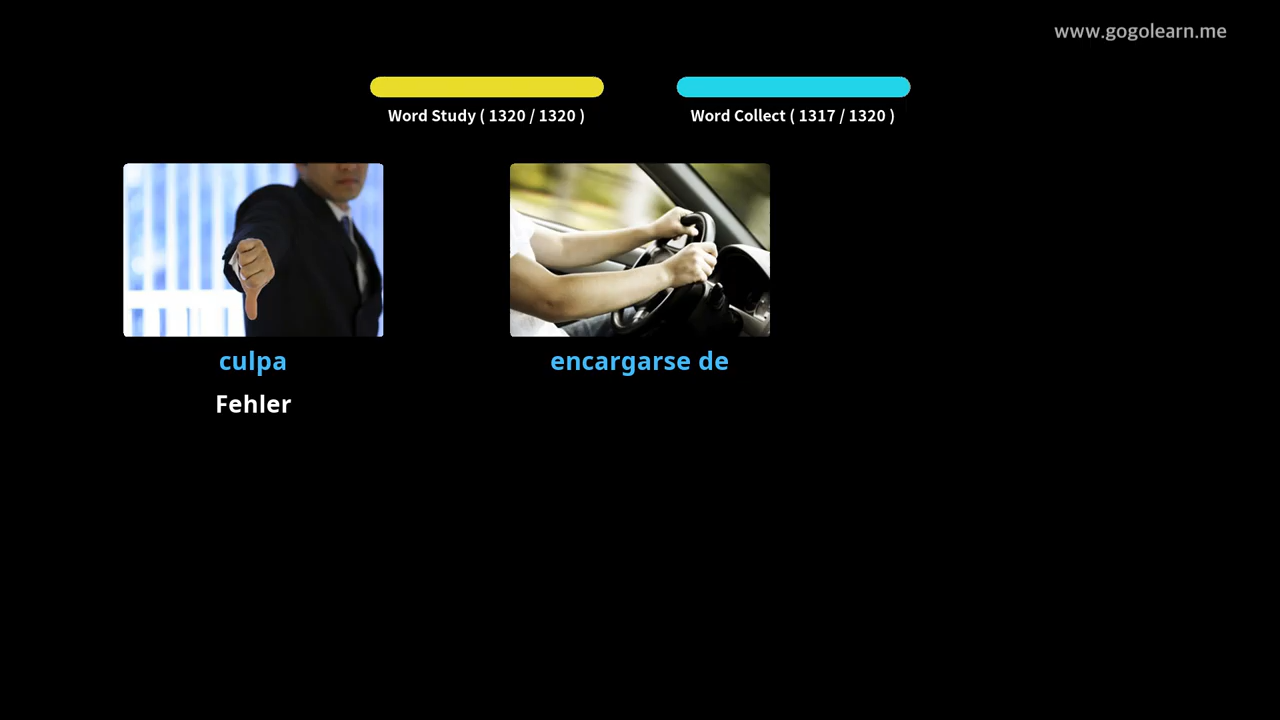 www.gogolearn.me
Word Study ( 1320 / 1320 )
Word Collect ( 1317 / 1320 )
culpa
encargarse de
Fehler